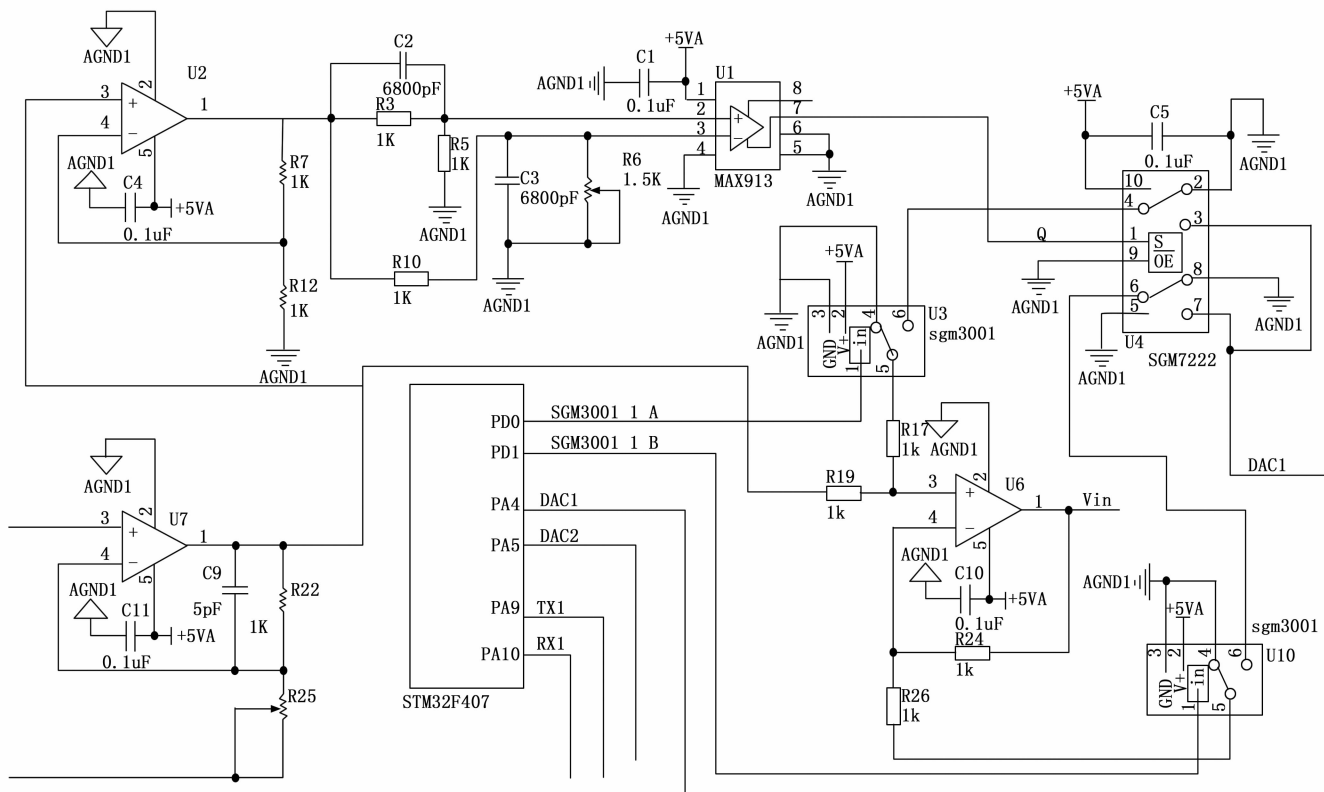 AGND1
2
U2
3
+
1
4
−
5
AGND1
C4
+5VA
0.1uF
R7
1K
R12
1K
AGND1
C2
6800pF
R3
1K
R5
1K
AGND1
R10
1K
C3
6800pF
R6
1.5K
AGND1
+5VA
C1
AGND1
0.1uF
U1
1
2
3
4
+
−
8
7
6
5
MAX913
AGND1
AGND1
+5VA
C5
0.1uF
AGND1
10
4
2
3
1
Q
S
9
OE
6
8
5
7
AGND1
AGND1
AGND1
U4
SGM7222
DAC1
+5VA
AGND1
3
2
4
6
U3
sgm3001
GND
V+
in
1
5
R17
1k
R19
1k
AGND1
2
U6
3
+
1
Vin
4
−
5
AGND1
C10
+5VA
0.1uF
R24
1k
R26
1k
AGND1
+5VA
sgm3001
3
2
4
6
U10
GND
V+
in
1
5
PD0
SGM3001 1 A
PD1
SGM3001 1 B
PA4
DAC1
PA5
DAC2
PA9
TX1
PA10
RX1
STM32F407
AGND1
2
U7
3
+
1
4
−
5
AGND1
C11
+5VA
0.1uF
C9
5pF
R22
1K
R25